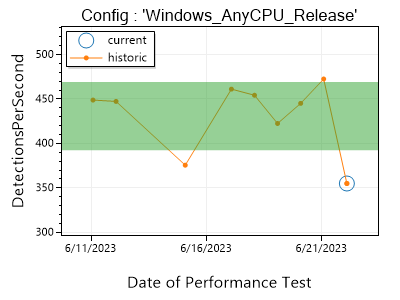 Config : 'Windows_AnyCPU_Release'
current
historic
DetectionsPerSecond
500
450
400
350
300
6/11/2023
6/16/2023
6/21/2023
Date of Performance Test